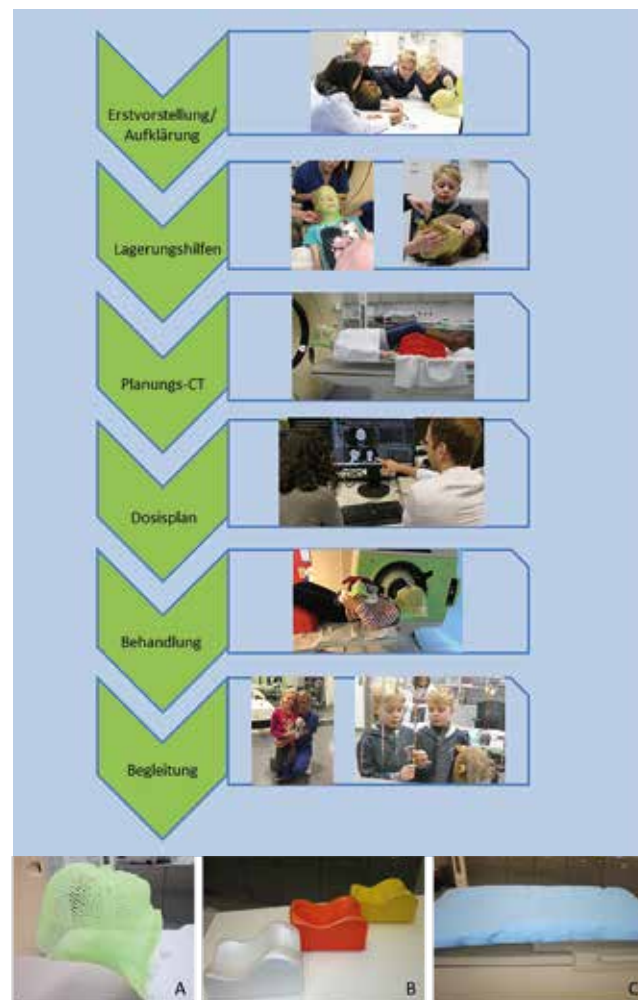 Erstvorstellung/
Aufklärung
Lagerungshilfen
Planungs-CT
Dosisplan
Behandlung
Begleitung
A
B
C